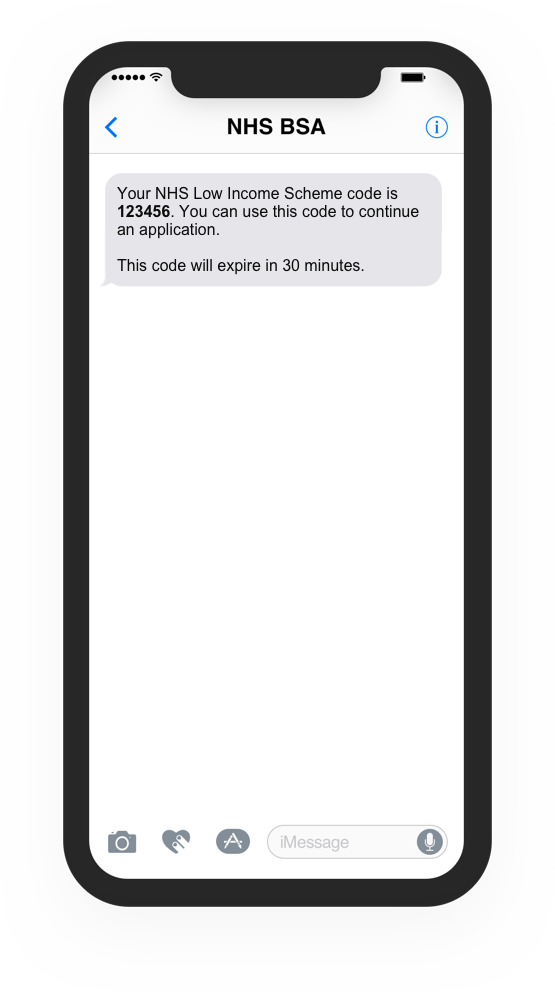 NHS BSA
Your NHS Low Income Scheme code is
123456. You can use this code to continue
an application.
This code will expire in 30 minutes.
iMessage